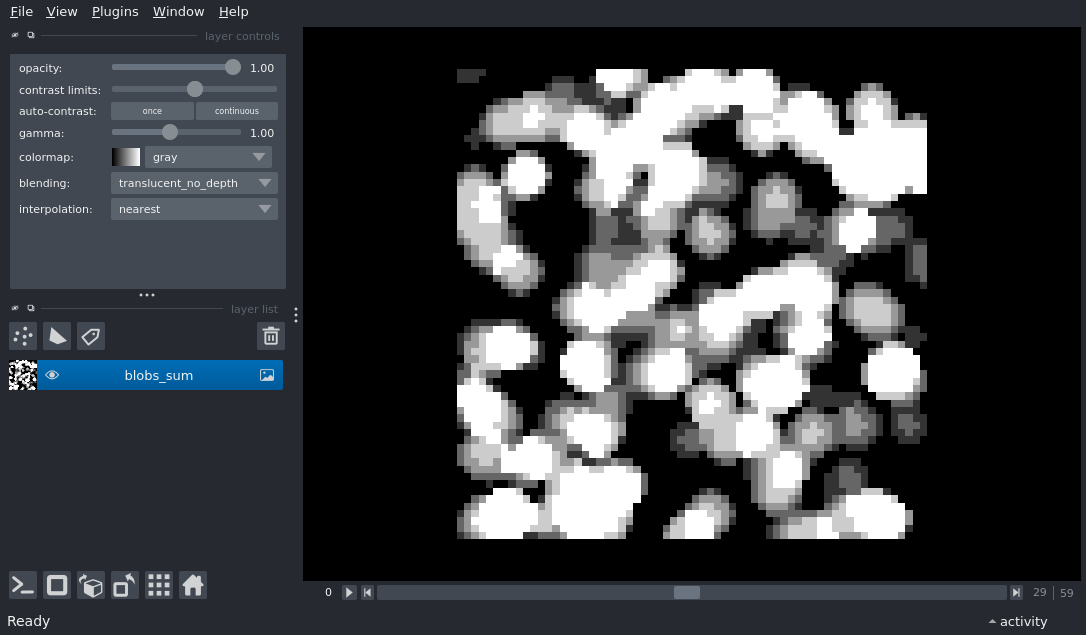 File View Plugins Window Help
layer controls
opacity: 1.00
contrast limits:
auto-contrast: once continuous
gamma: 1.00
colormap: gray
blending: translucent_no_depth
interpolation: nearest
layer list
blobs_sum
0 29 | 59
Ready activity